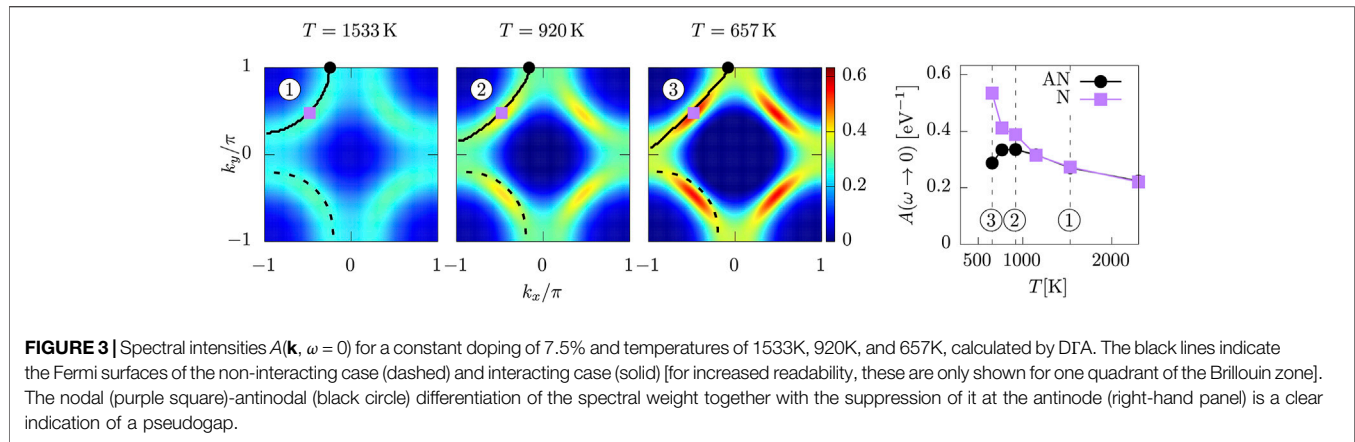 T = 1533 K T = 920 K T = 657 K
1 2 3
1
0
−1
k_y/π
−1 0 1 −1 0 1 −1 0 1
k_x/π
0.6
0.4
0.2
0
A(ω → 0) [eV⁻¹]
0.6
0.4
0.2
0
AN
N
3 2 1
500 1000 2000
T[K]
FIGURE 3 | Spectral intensities A(k, ω = 0) for a constant doping of 7.5% and temperatures of 1533K, 920K, and 657K, calculated by DΓA. The black lines indicate
the Fermi surfaces of the non-interacting case (dashed) and interacting case (solid) [for increased readability, these are only shown for one quadrant of the Brillouin zone].
The nodal (purple square)-antinodal (black circle) differentiation of the spectral weight together with the suppression of it at the antinode (right-hand panel) is a clear
indication of a pseudogap.